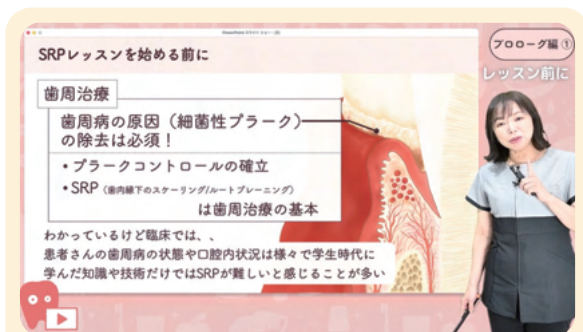 プロローグ編①
レッスン前に
SRPレッスンを始める前に
歯周治療
歯周病の原因（細菌性プラーク）
の除去は必須！
・プラークコントロールの確立
・SRP（歯肉縁下のスケーリング/ルートプレーニング）
は歯周治療の基本
わかっているけど臨床では、、
患者さんの歯周病の状態や口腔内状況は様々で学生時代に
学んだ知識や技術だけではSRPが難しいと感じることが多い